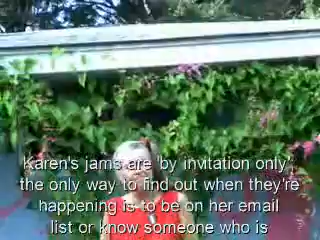 Karen's jams are 'by invitation only',
the only way to find out when they're
happening is to be on her email
list or know someone who is